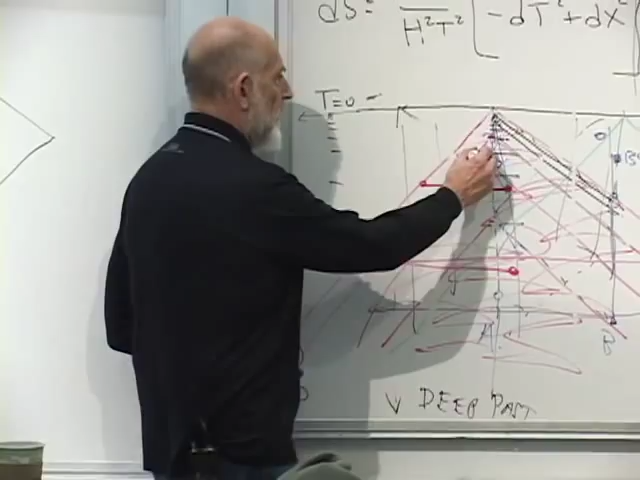 dS² = 1/H²T² [-dT² + dX²
T=0
A
B
DEEP PAST